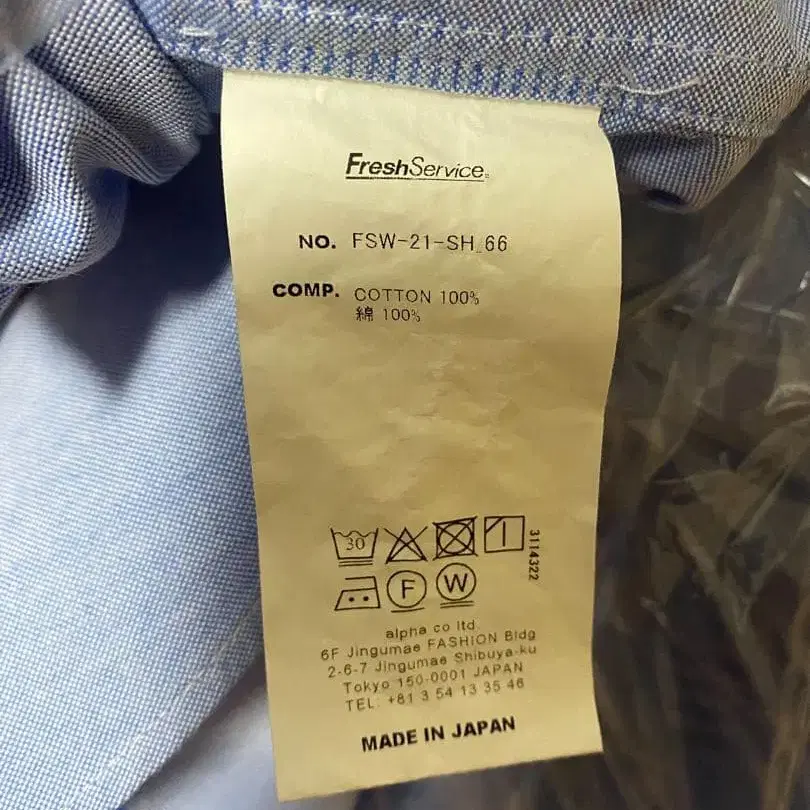 FreshService
NO. FSW-21-SH_66
COMP. COTTON 100%
綿 100%
30
3114322
F W
alpha co ltd.
6F Jingumae FASHION Bldg
2-6-7 Jingumae Shibuya-ku
Tokyo 150-0001 JAPAN
TEL: +81 3 54 13 35 46
MADE IN JAPAN